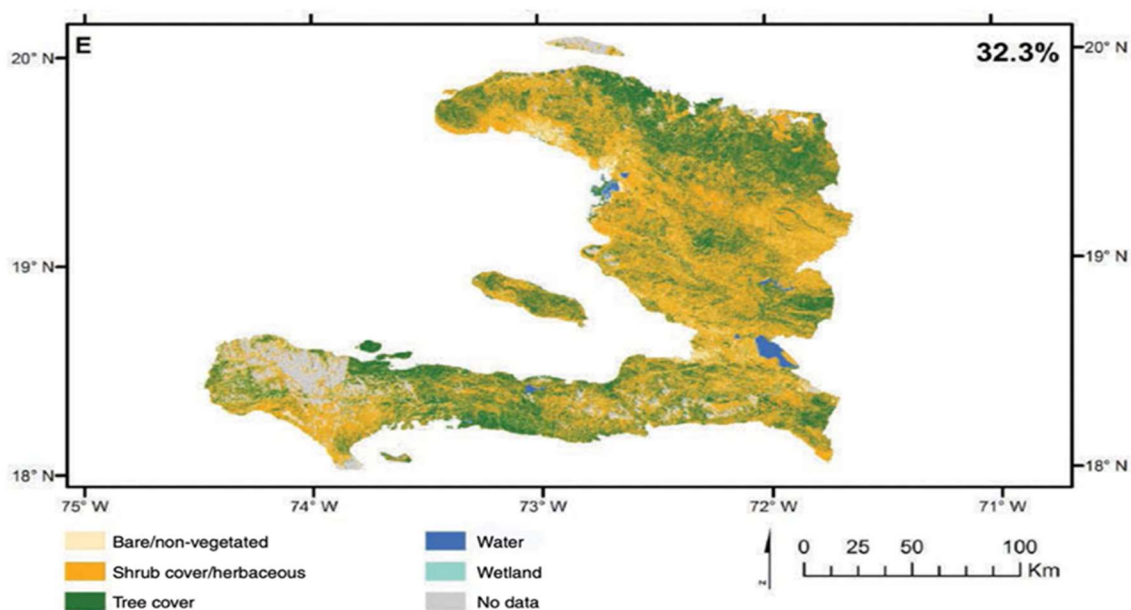 E
32.3%
20° N
20° N
19° N
19° N
18° N
18° N
75° W
74° W
73° W
72° W
71° W
Bare/non-vegetated
Water
Shrub cover/herbaceous
Wetland
Tree cover
No data
0 25 50 100
Km